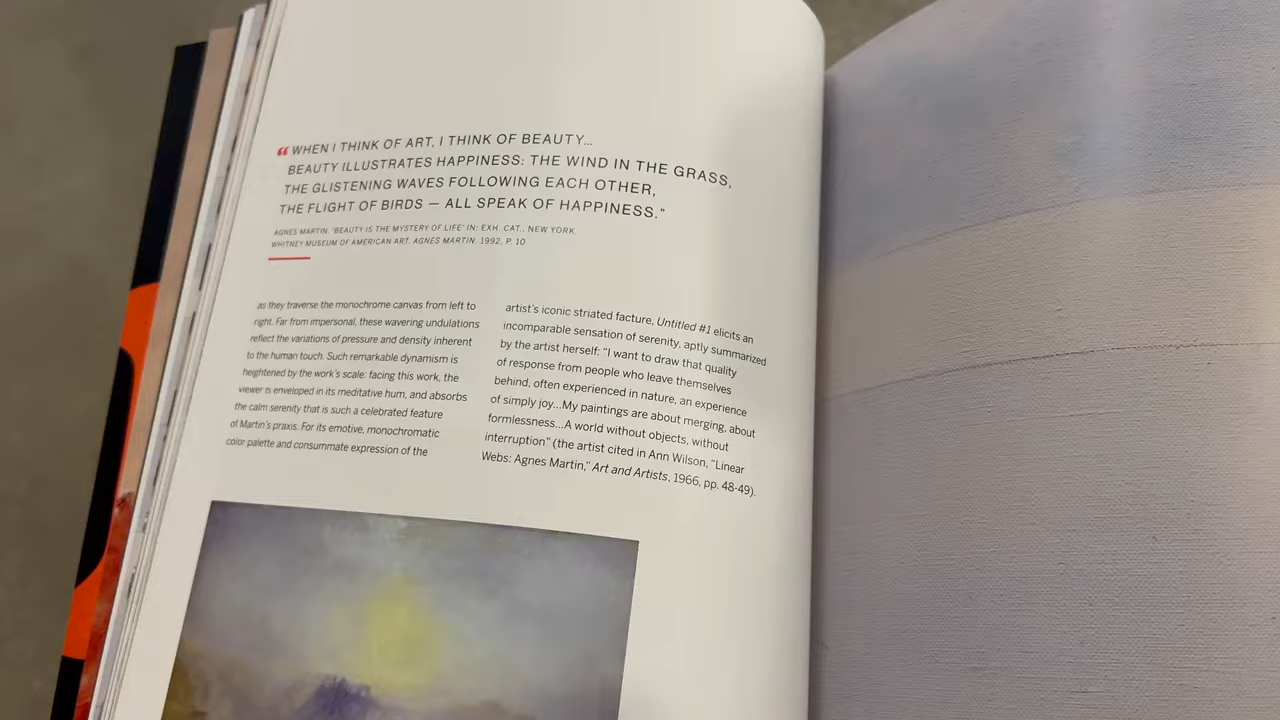 “ WHEN I THINK OF ART, I THINK OF BEAUTY...
BEAUTY ILLUSTRATES HAPPINESS: THE WIND IN THE GRASS,
THE GLISTENING WAVES FOLLOWING EACH OTHER,
THE FLIGHT OF BIRDS — ALL SPEAK OF HAPPINESS.”
AGNES MARTIN, ‘BEAUTY IS THE MYSTERY OF LIFE’ IN: EXH. CAT., NEW YORK,
WHITNEY MUSEUM OF AMERICAN ART, AGNES MARTIN, 1992, P. 10
as they traverse the monochrome canvas from left to
right. Far from impersonal, these wavering undulations
reflect the variations of pressure and density inherent
to the human touch. Such remarkable dynamism is
heightened by the work’s scale: facing this work, the
viewer is enveloped in its meditative hum, and absorbs
the calm serenity that is such a celebrated feature
of Martin’s praxis. For its emotive, monochromatic
color palette and consummate expression of the
artist’s iconic striated facture, Untitled #1 elicits an
incomparable sensation of serenity, aptly summarized
by the artist herself: “I want to draw that quality
of response from people who leave themselves
behind, often experienced in nature, an experience
of simply joy...My paintings are about merging, about
formlessness...A world without objects, without
interruption” (the artist cited in Ann Wilson, “Linear
Webs: Agnes Martin,” Art and Artists, 1966, pp. 48-49).